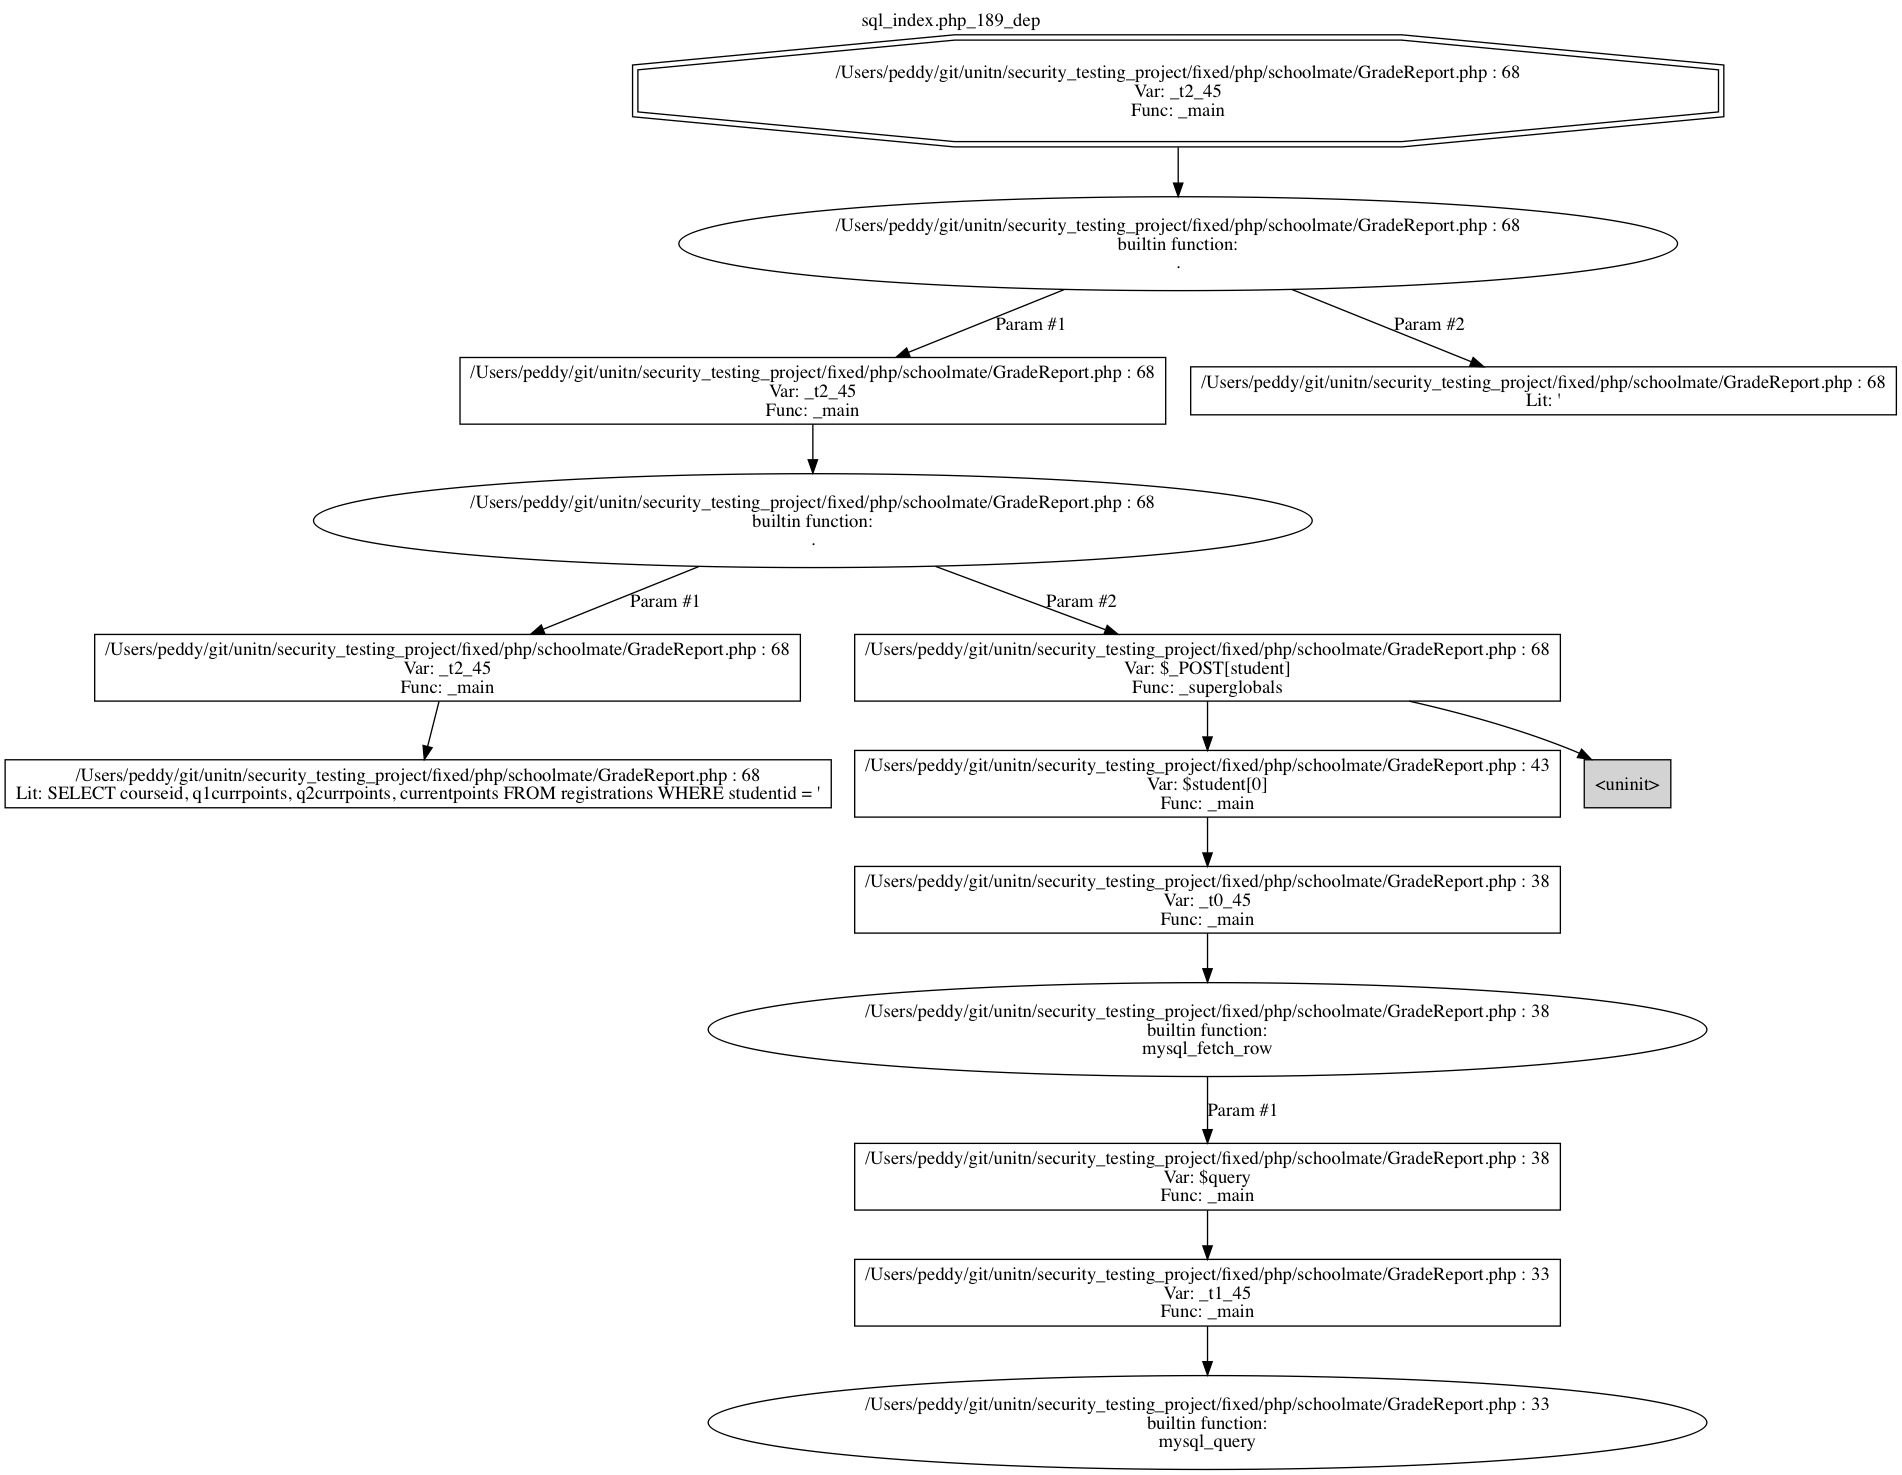 sql_index.php_189_dep
/Users/peddy/git/unitn/security_testing_project/fixed/php/schoolmate/GradeReport.php : 68
Var: _t2_45
Func: _main
/Users/peddy/git/unitn/security_testing_project/fixed/php/schoolmate/GradeReport.php : 68
builtin function:
.
Param #1
Param #2
/Users/peddy/git/unitn/security_testing_project/fixed/php/schoolmate/GradeReport.php : 68
Var: _t2_45
Func: _main
/Users/peddy/git/unitn/security_testing_project/fixed/php/schoolmate/GradeReport.php : 68
Lit: '
/Users/peddy/git/unitn/security_testing_project/fixed/php/schoolmate/GradeReport.php : 68
builtin function:
.
Param #1
Param #2
/Users/peddy/git/unitn/security_testing_project/fixed/php/schoolmate/GradeReport.php : 68
Var: _t2_45
Func: _main
/Users/peddy/git/unitn/security_testing_project/fixed/php/schoolmate/GradeReport.php : 68
Var: $_POST[student]
Func: _superglobals
/Users/peddy/git/unitn/security_testing_project/fixed/php/schoolmate/GradeReport.php : 68
Lit: SELECT courseid, q1currpoints, q2currpoints, currentpoints FROM registrations WHERE studentid = '
/Users/peddy/git/unitn/security_testing_project/fixed/php/schoolmate/GradeReport.php : 43
Var: $student[0]
Func: _main
<uninit>
/Users/peddy/git/unitn/security_testing_project/fixed/php/schoolmate/GradeReport.php : 38
Var: _t0_45
Func: _main
/Users/peddy/git/unitn/security_testing_project/fixed/php/schoolmate/GradeReport.php : 38
builtin function:
mysql_fetch_row
Param #1
/Users/peddy/git/unitn/security_testing_project/fixed/php/schoolmate/GradeReport.php : 38
Var: $query
Func: _main
/Users/peddy/git/unitn/security_testing_project/fixed/php/schoolmate/GradeReport.php : 33
Var: _t1_45
Func: _main
/Users/peddy/git/unitn/security_testing_project/fixed/php/schoolmate/GradeReport.php : 33
builtin function:
mysql_query